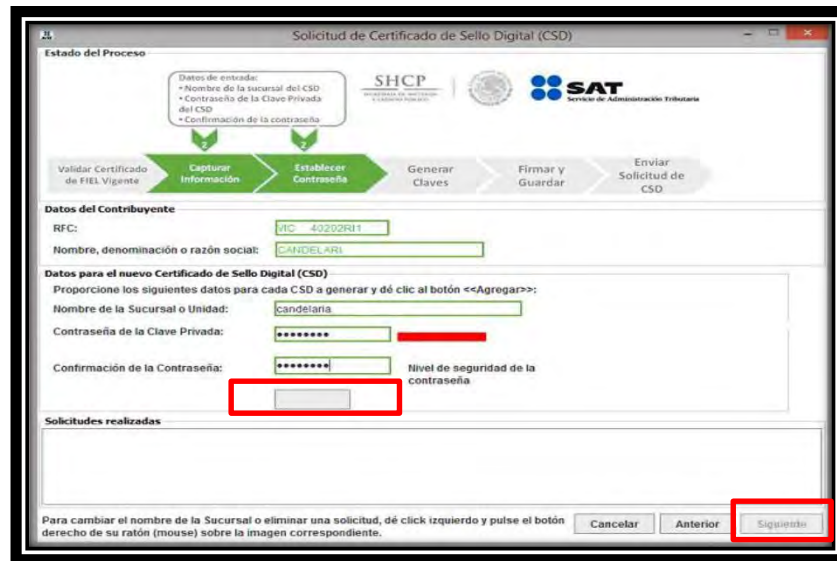 Solicitud de Certificado de Sello Digital (CSD)
Estado del Proceso
Datos de entrada:
• Nombre de la sucursal del CSD
• Contraseña de la Clave Privada
del CSD
• Confirmación de la contraseña
SHCP
SAT
Servicio de Administración Tributaria
2
2
Validar Certificado
de FIEL Vigente
Capturar
Información
Establecer
Contraseña
Generar
Claves
Firmar y
Guardar
Enviar
Solicitud de
CSD
Datos del Contribuyente
RFC:
VIC 40202RI1
Nombre, denominación o razón social:
CANDELARI
Datos para el nuevo Certificado de Sello Digital (CSD)
Proporcione los siguientes datos para cada CSD a generar y dé clic al botón <<Agregar>>:
Nombre de la Sucursal o Unidad:
candelaria
Contraseña de la Clave Privada:
••••••••
Confirmación de la Contraseña:
••••••••
Nivel de seguridad de la
contraseña
Solicitudes realizadas
Para cambiar el nombre de la Sucursal o eliminar una solicitud, dé click izquierdo y pulse el botón
derecho de su ratón (mouse) sobre la imagen correspondiente.
Cancelar
Anterior
Siguiente